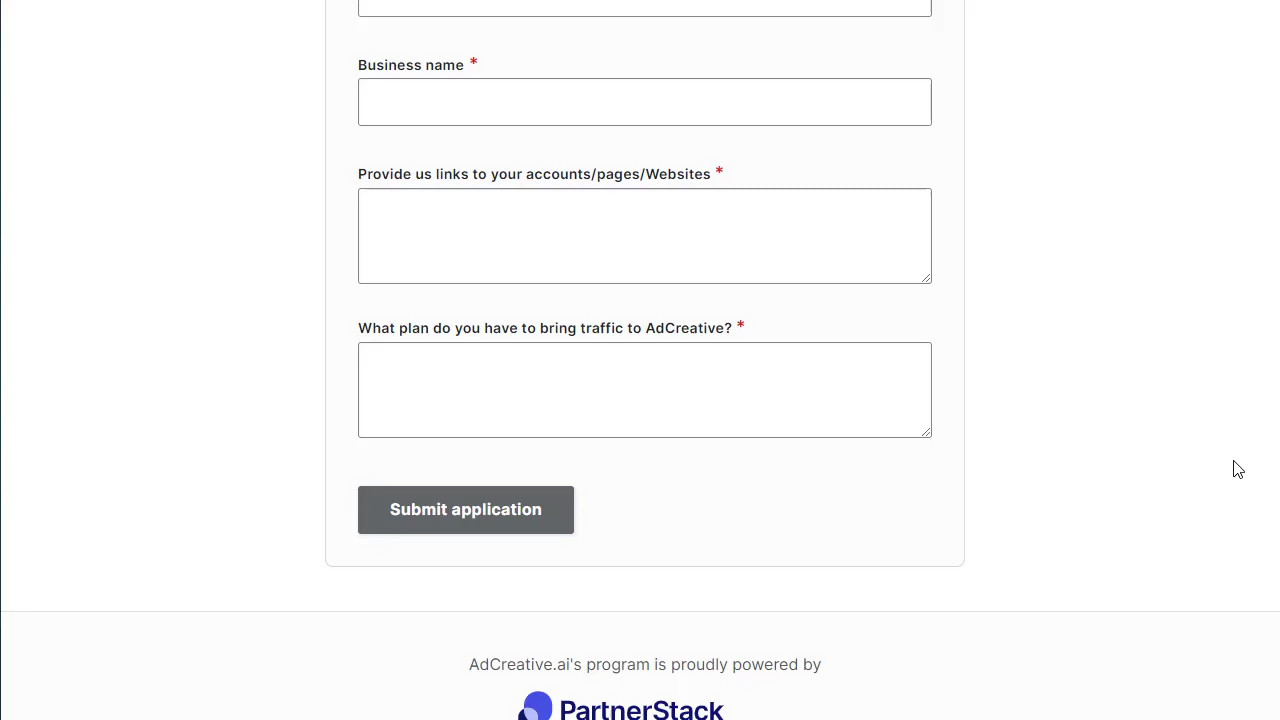 Business name *
Provide us links to your accounts/pages/Websites *
What plan do you have to bring traffic to AdCreative? *
Submit application
AdCreative.ai's program is proudly powered by
PartnerStack